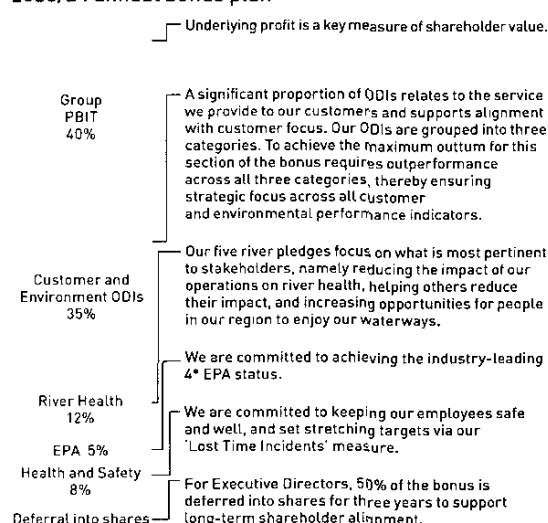 Annual bonus plan
Group
PBIT
40%
Customer and
Environment ODIs
35%
River Health
12%
EPA 5%
Health and Safety
8%
Deferral into shares
Underlying profit is a key measure of shareholder value.
A significant proportion of ODIs relates to the service
we provide to our customers and supports alignment
with customer focus. Our ODIs are grouped into three
categories. To achieve the maximum outturn for this
section of the bonus requires outperformance
across all three categories, thereby ensuring
strategic focus across all customer
and environmental performance indicators.
Our five river pledges focus on what is most pertinent
to stakeholders, namely reducing the impact of our
operations on river health, helping others reduce
their impact, and increasing opportunities for people
in our region to enjoy our waterways.
We are committed to achieving the industry-leading
4* EPA status.
We are committed to keeping our employees safe
and well, and set stretching targets via our
'Lost Time Incidents' measure.
For Executive Directors, 50% of the bonus is
deferred into shares for three years to support
long-term shareholder alignment.